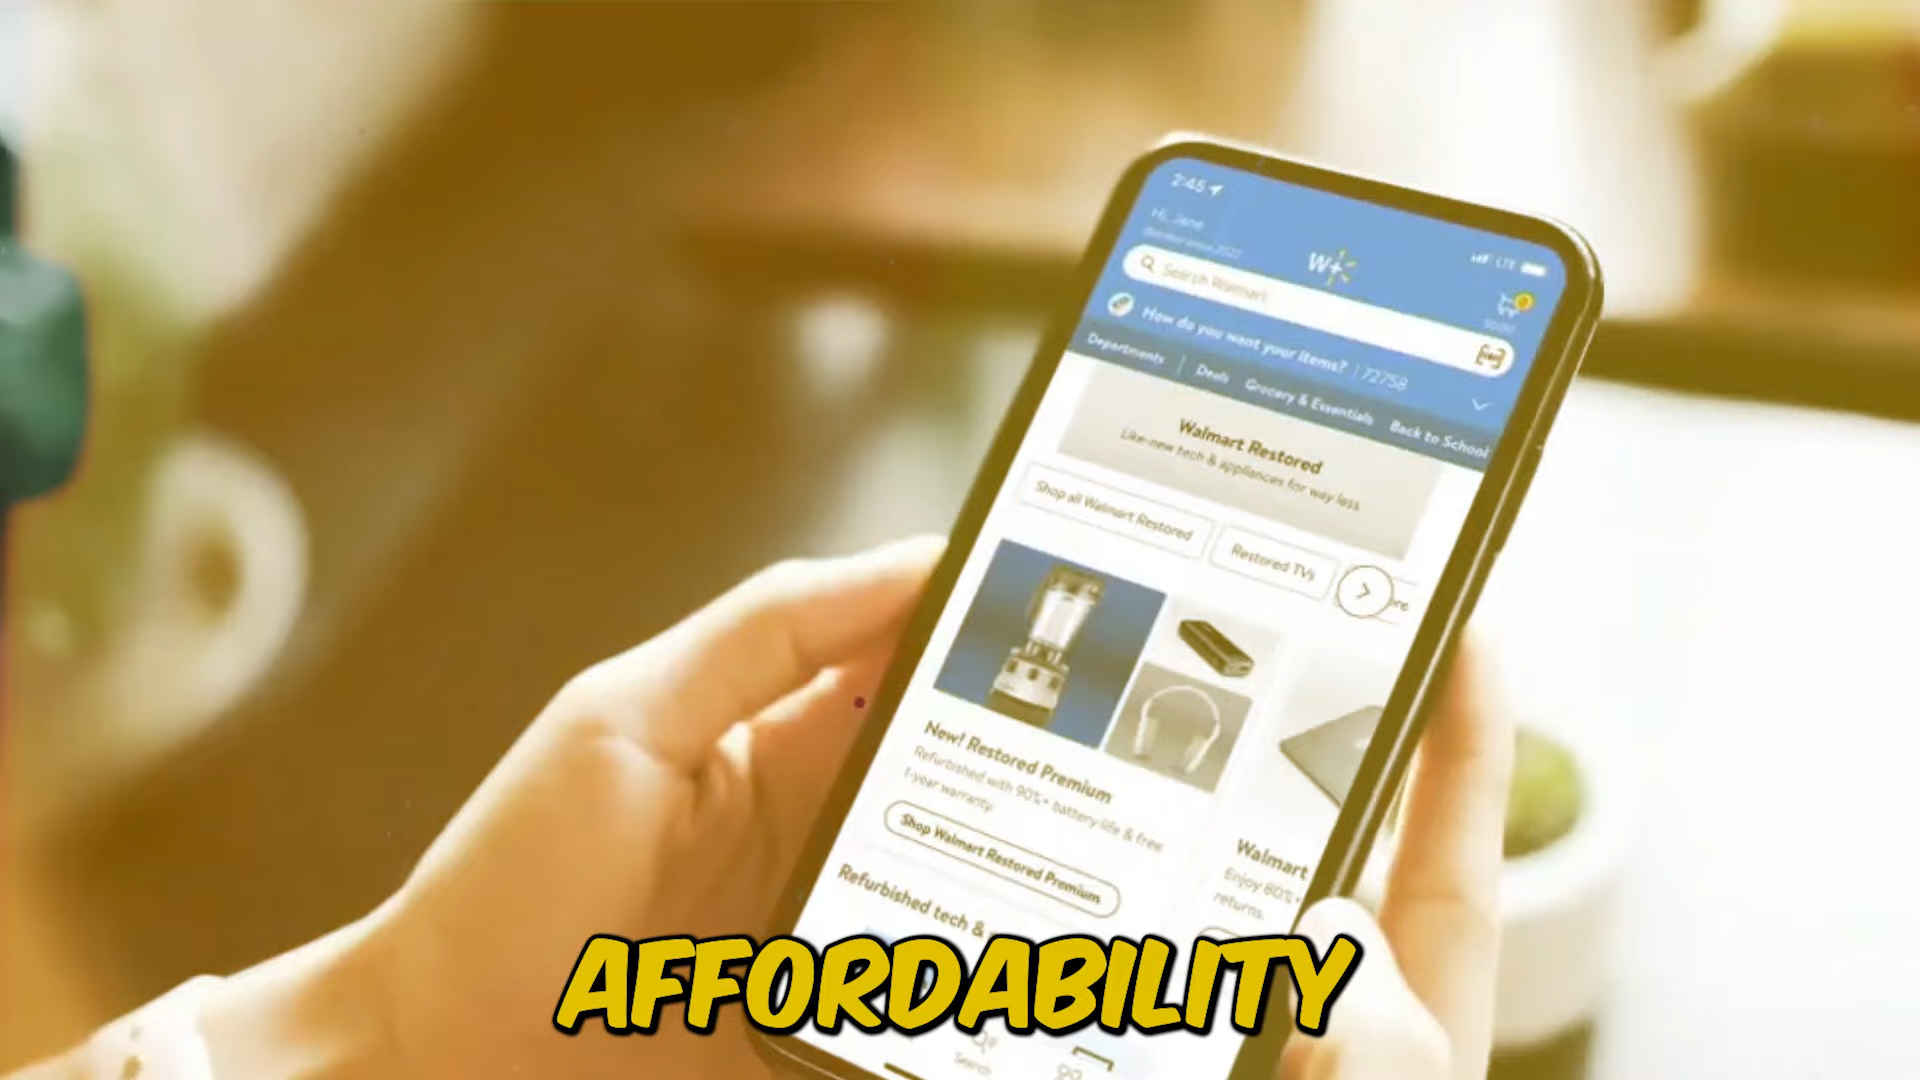 2:45
LTE
Hi, Jane
W+
Search Walmart
How do you want your items? | 72758
Departments | Deals Grocery & Essentials Back to School
Walmart Restored
Like-new tech & appliances for way less
Shop all Walmart Restored
Restored TVs
New! Restored Premium
Refurbished with 90%+ battery life & free
1-year warranty.
Shop Walmart Restored Premium
Walmart
Enjoy 80%+
returns.
Refurbished tech &
AFFORDABILITY
Search